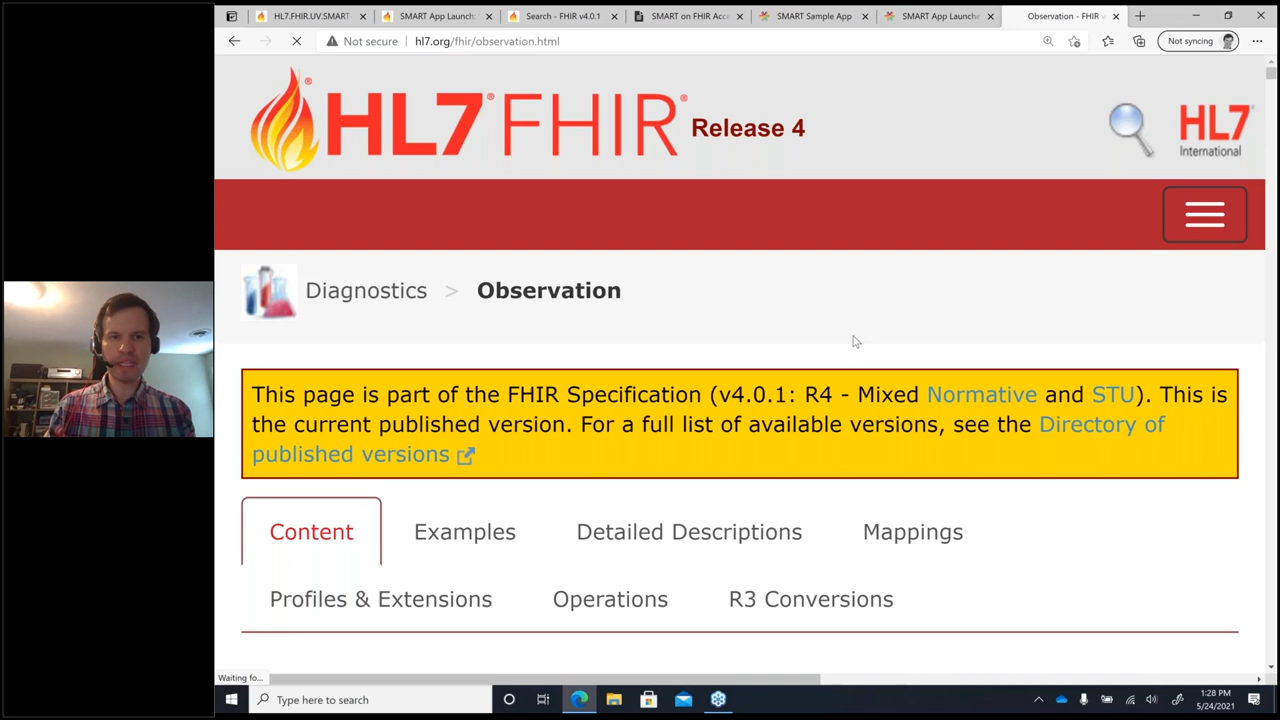 HL7.FHIR.UV.SMART-
SMART App Launch:
Search - FHIR v4.0.1
SMART on FHIR Acce
SMART Sample App
SMART App Launche
Observation - FHIR v
Not secure
hl7.org/fhir/observation.html
Not syncing
HL7® FHIR® Release 4
HL7
International
Diagnostics > Observation
This page is part of the FHIR Specification (v4.0.1: R4 - Mixed Normative and STU). This is
the current published version. For a full list of available versions, see the Directory of
published versions
Content Examples Detailed Descriptions Mappings
Profiles & Extensions Operations R3 Conversions
Waiting fo...
Type here to search
1:28 PM
5/24/2021